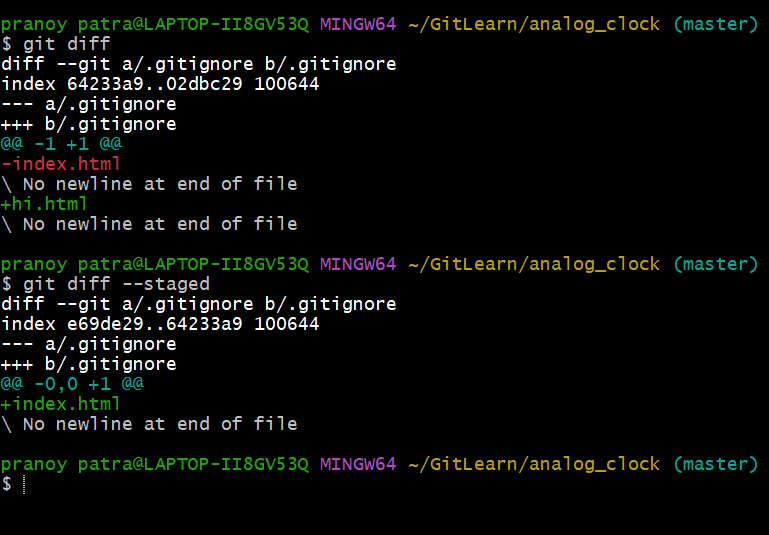 pranoy patra@LAPTOP-II8GV53Q MINGW64 ~/GitLearn/analog_clock (master)
$ git diff
diff --git a/.gitignore b/.gitignore
index 64233a9..02dbc29 100644
--- a/.gitignore
+++ b/.gitignore
@@ -1 +1 @@
-index.html
\ No newline at end of file
+hi.html
\ No newline at end of file
pranoy patra@LAPTOP-II8GV53Q MINGW64 ~/GitLearn/analog_clock (master)
$ git diff --staged
diff --git a/.gitignore b/.gitignore
index e69de29..64233a9 100644
--- a/.gitignore
+++ b/.gitignore
@@ -0,0 +1 @@
+index.html
\ No newline at end of file
pranoy patra@LAPTOP-II8GV53Q MINGW64 ~/GitLearn/analog_clock (master)
$